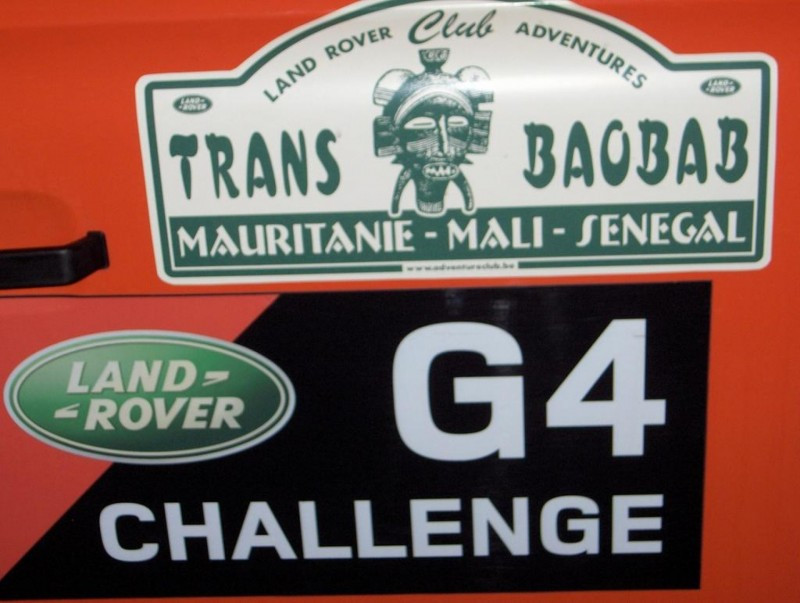 LAND ROVER Club ADVENTURES
LAND-
ROVER
LAND-
ROVER
TRANS BAOBAB
MAURITANIE - MALI - SENEGAL
www.adventureclub.be
LAND
ROVER
G4
CHALLENGE